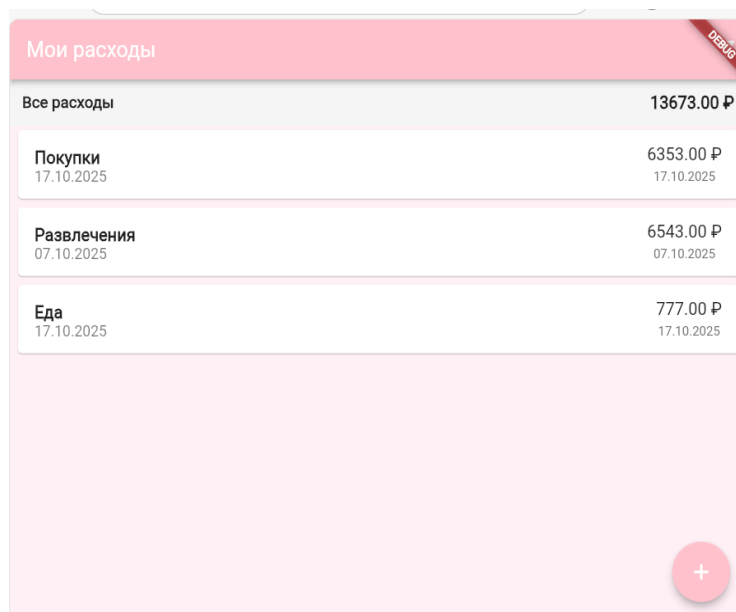 Мои расходы
DEBUG
Все расходы 13673.00 ₽
Покупки 6353.00 ₽
17.10.2025 17.10.2025
Развлечения 6543.00 ₽
07.10.2025 07.10.2025
Еда 777.00 ₽
17.10.2025 17.10.2025
+